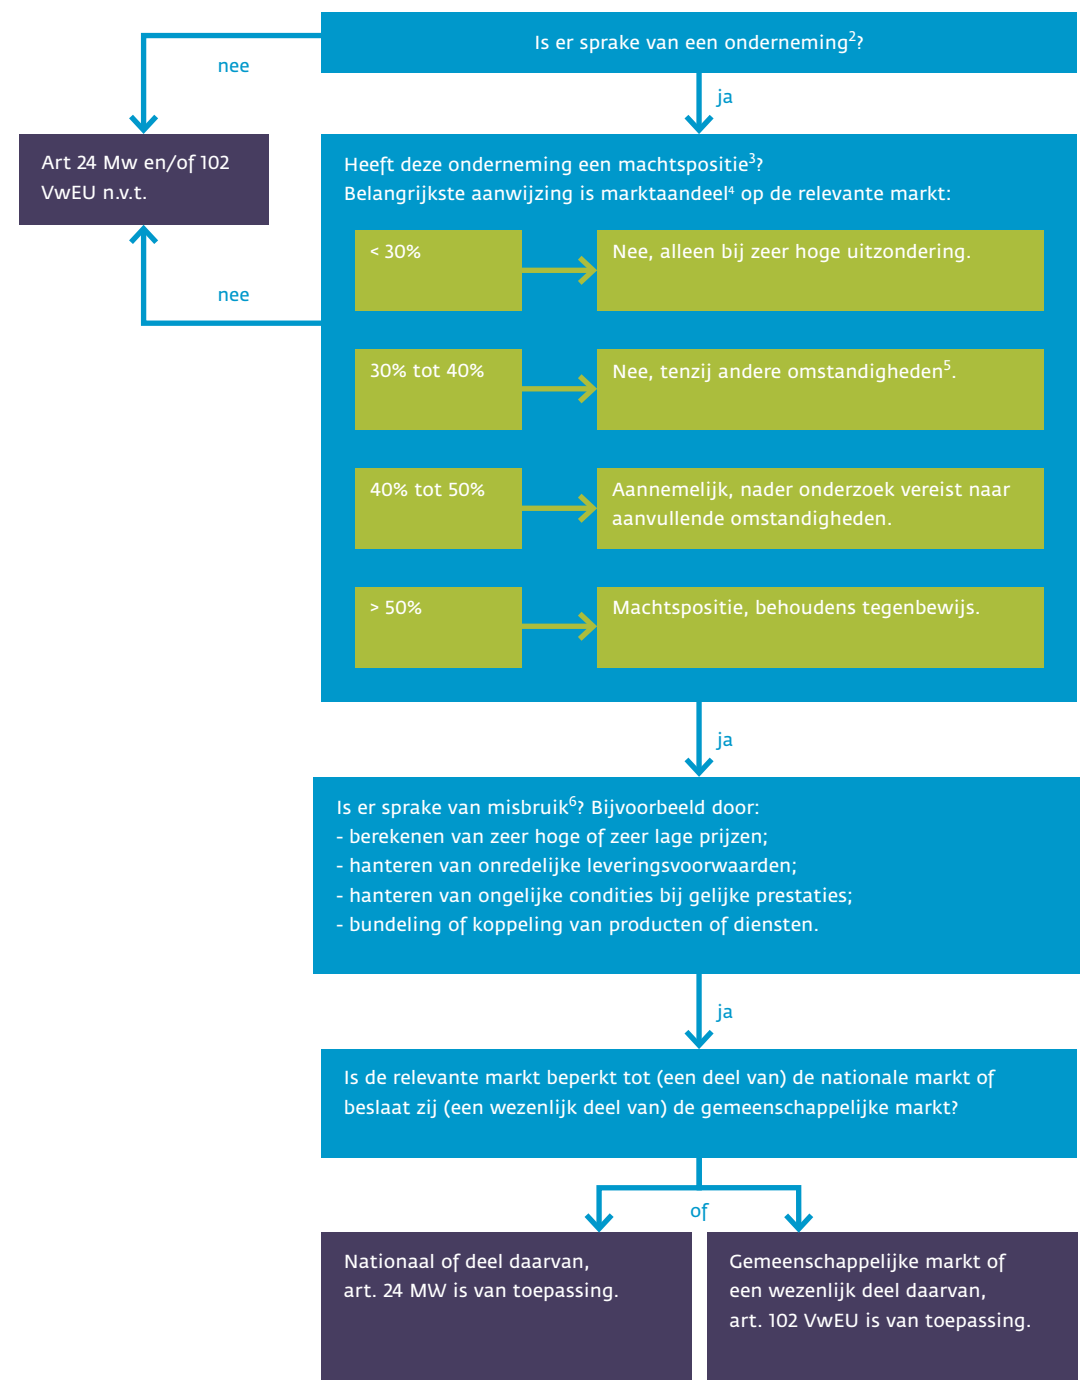 Is er sprake van een onderneming²?
nee
ja
Art 24 Mw en/of 102
VwEU n.v.t.
Heeft deze onderneming een machtspositie³?
Belangrijkste aanwijzing is marktaandeel⁴ op de relevante markt:
< 30%
Nee, alleen bij zeer hoge uitzondering.
nee
30% tot 40%
Nee, tenzij andere omstandigheden⁵.
40% tot 50%
Aannemelijk, nader onderzoek vereist naar
aanvullende omstandigheden.
> 50%
Machtspositie, behoudens tegenbewijs.
ja
Is er sprake van misbruik⁶? Bijvoorbeeld door:
- berekenen van zeer hoge of zeer lage prijzen;
- hanteren van onredelijke leveringsvoorwaarden;
- hanteren van ongelijke condities bij gelijke prestaties;
- bundeling of koppeling van producten of diensten.
ja
Is de relevante markt beperkt tot (een deel van) de nationale markt of
beslaat zij (een wezenlijk deel van) de gemeenschappelijke markt?
of
Nationaal of deel daarvan,
art. 24 MW is van toepassing.
Gemeenschappelijke markt of
een wezenlijk deel daarvan,
art. 102 VwEU is van toepassing.